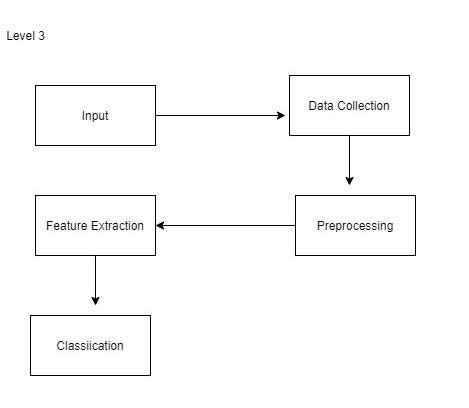 Level 3
Input
Data Collection
Preprocessing
Feature Extraction
Classiication